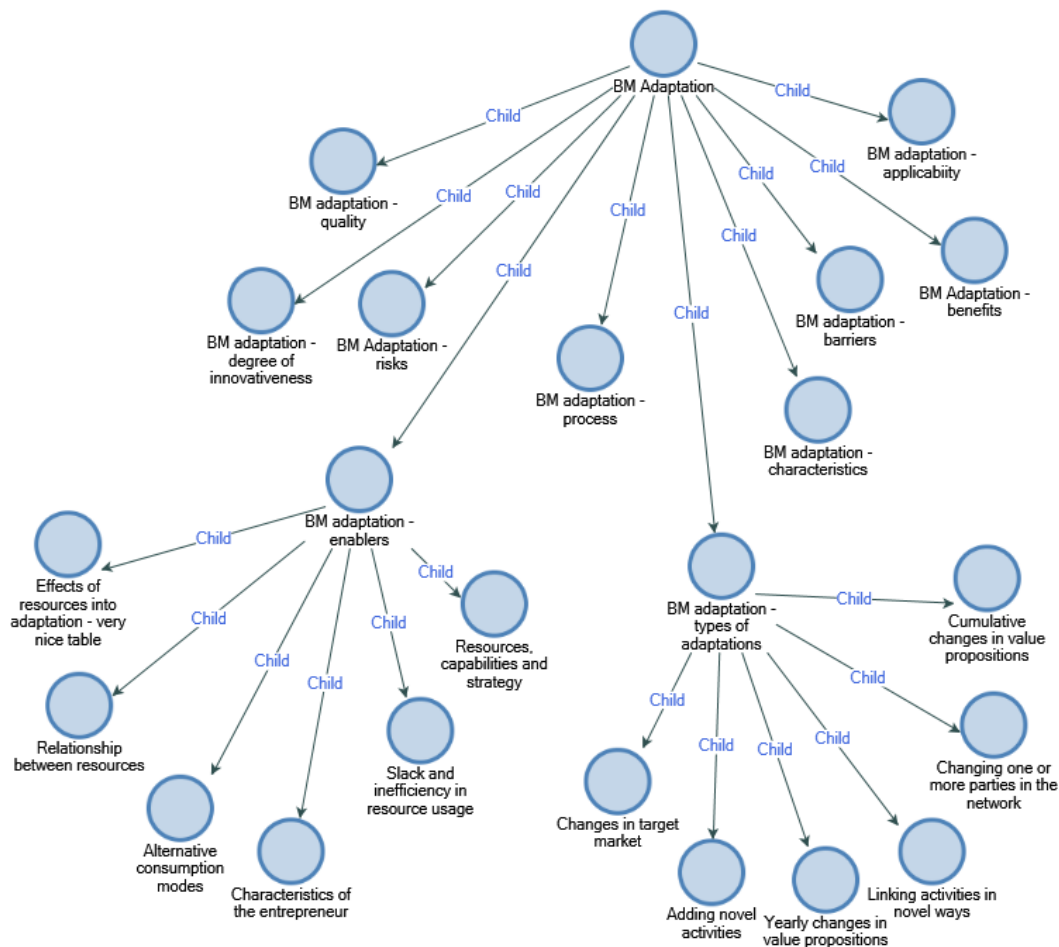 BM Adaptation
Child
Child
BM adaptation -
applicabiity
Child
Child
Child
Child
BM adaptation -
quality
Child
Child
Child
BM Adaptation -
benefits
Child
BM adaptation -
degree of
innovativeness
BM Adaptation -
risks
BM adaptation -
barriers
Child
BM adaptation -
process
BM adaptation -
characteristics
BM adaptation -
enablers
Child
Child
Child
Child
Child
Child
Effects of
resources into
adaptation - very
nice table
Relationship
between resources
Alternative
consumption
modes
Characteristics of
the entrepreneur
Slack and
inefficiency in
resource usage
Resources,
capabilities and
strategy
BM adaptation -
types of
adaptations
Child
Child
Child
Child
Child
Child
Cumulative
changes in value
propositions
Changing one or
more parties in the
network
Changes in target
market
Adding novel
activities
Yearly changes in
value propositions
Linking activities in
novel ways